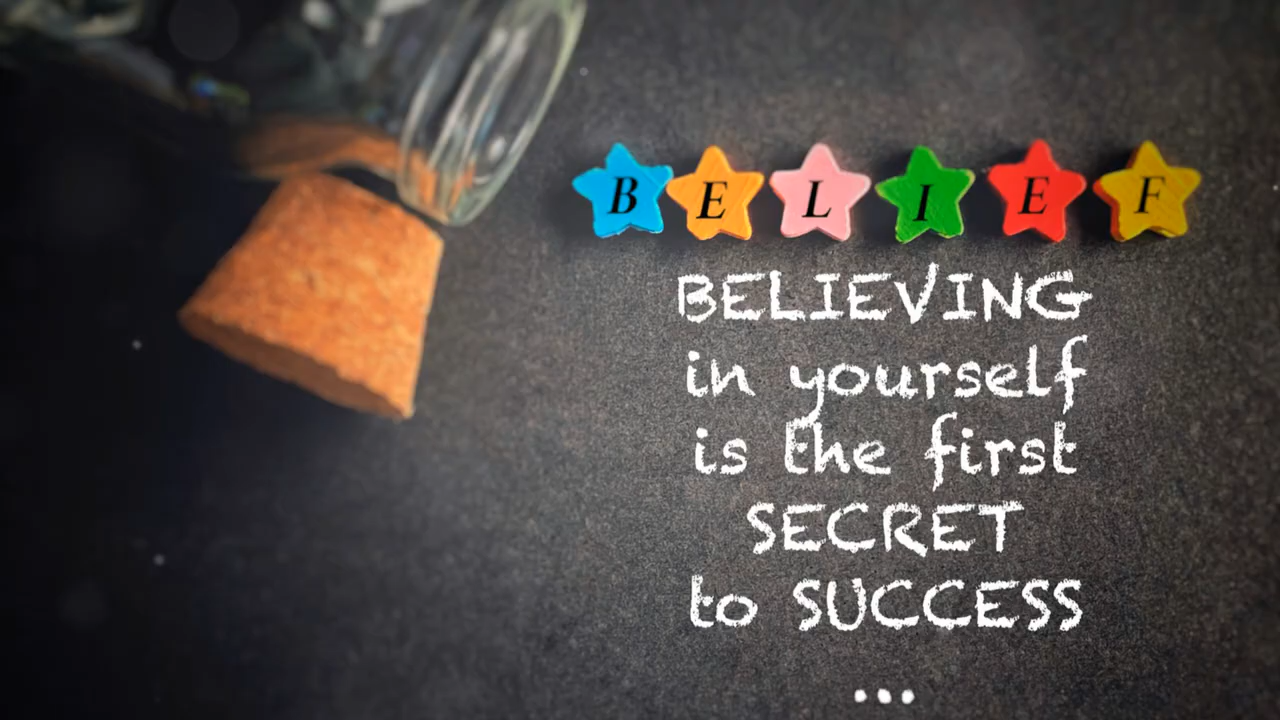 BELIEF
BELIEVING
in yourself
is the first
SECRET
to SUCCESS
...